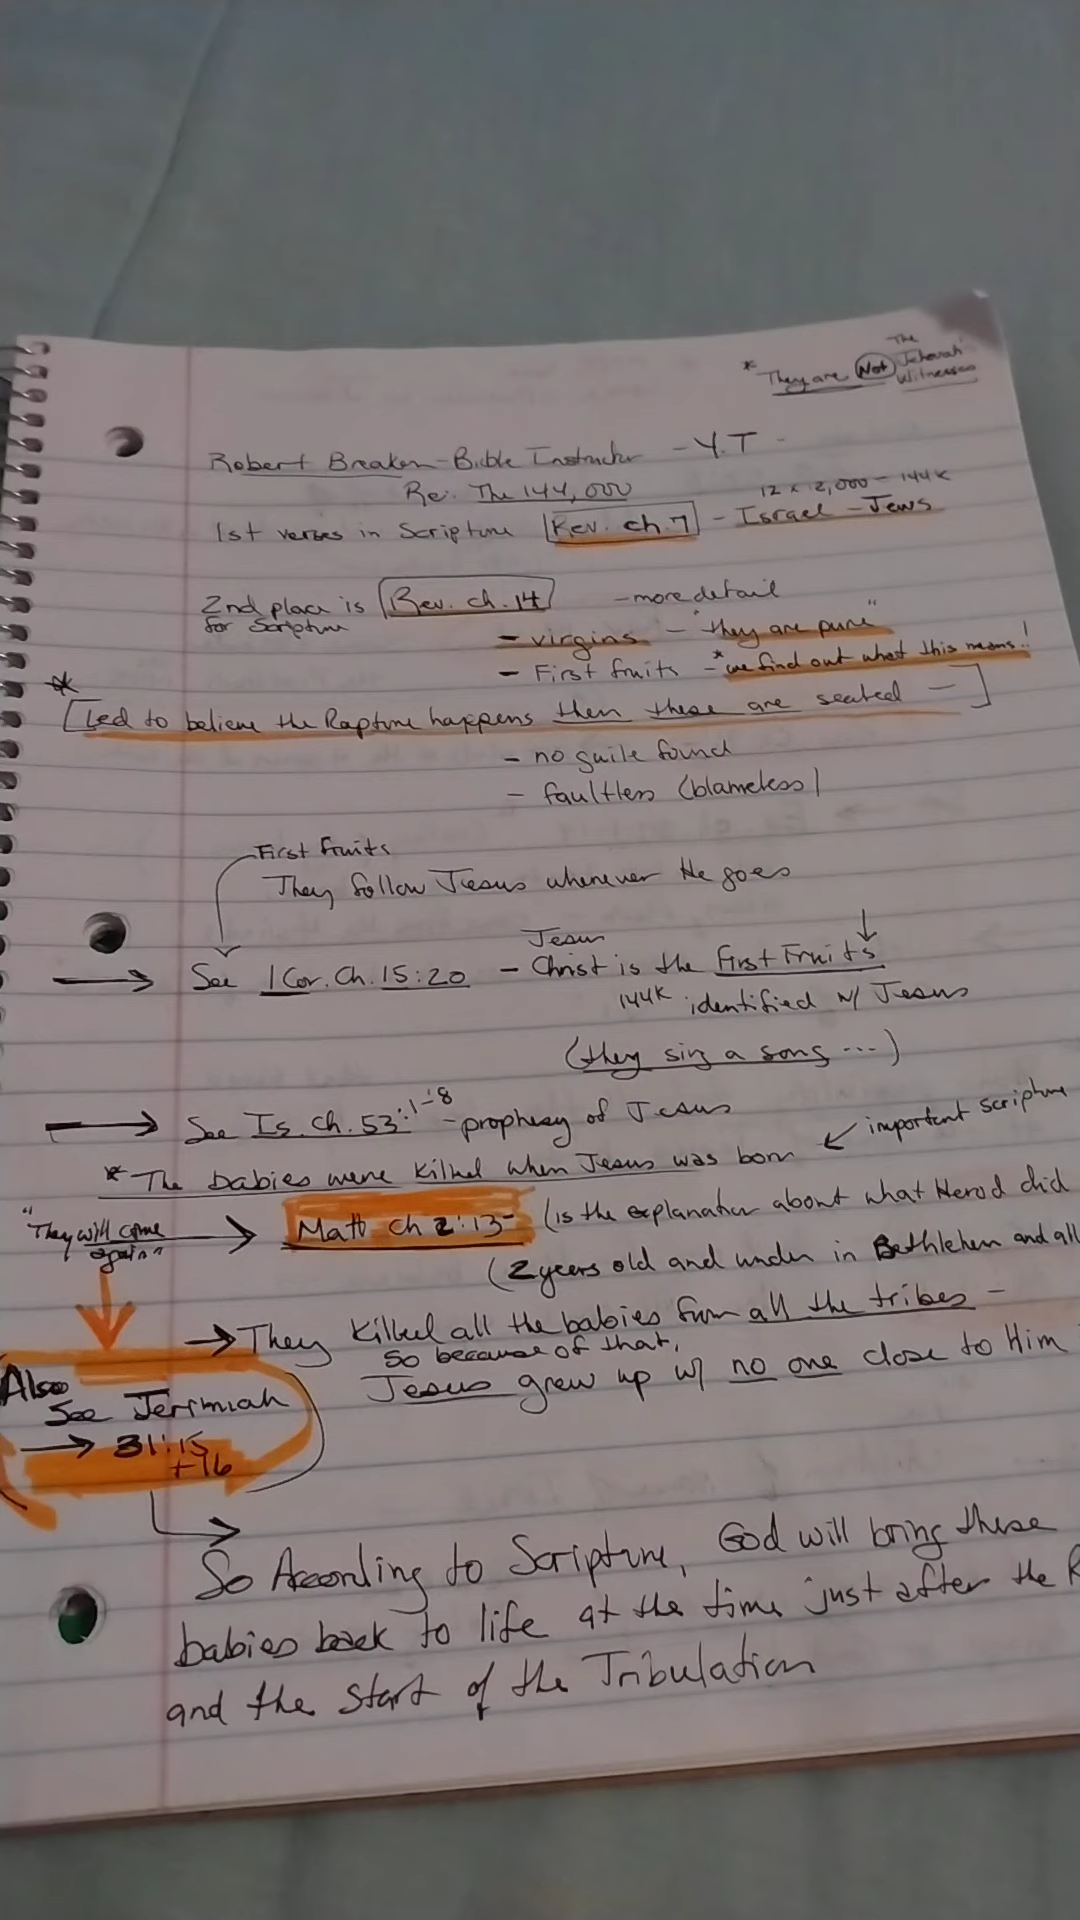 * They are Not The Jehovah Witnesses
Robert Breaker - Bible Instructor - Y.T -
Re: The 144,000
12 x 12,000 - 144K
1st verses in Scripture Rev. ch. 7 - Israel - Jews
2nd place is Rev. ch. 14 - more detail
for Scripture
- virgins - "they are pure"
- First fruits - * we find out what this means!!
* [Led to believe the Rapture happens then these are sealed - ]
- no guile found
- faultless (blameless)
First fruits
They follow Jesus wherever He goes
Jesus
→ See 1 Cor. Ch. 15:20 - Christ is the First Fruits
144K identified w/ Jesus
(they sing a song ...)
→ See Is. Ch. 53:1-8 - prophesy of Jesus
* The babies were killed when Jesus was born ← important scripture
"They will come again" → Matt Ch 2:13- (is the explanation about what Herod did
(2 years old and under in Bethlehem and all
→ They killed all the babies from all the tribes -
so because of that,
Jesus grew up w/ no one close to Him
Also
See Jerimiah
→ 31:15
+ 16
So According to Scripture, God will bring these
babies back to life at the time just after the
and the start of the Tribulation